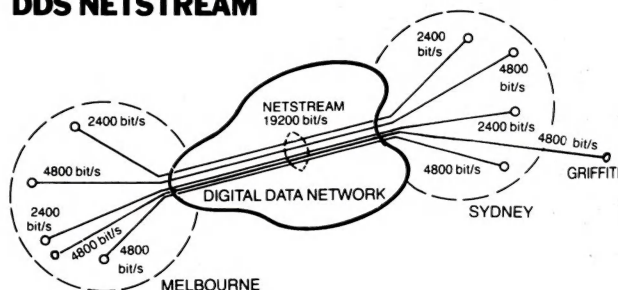 DDS NETSTREAM
2400
bit/s
4800
bit/s
NETSTREAM
19200 bit/s
2400 bit/s
2400 bit/s
4800 bit/s
4800 bit/s
4800 bit/s
GRIFFITH
DIGITAL DATA NETWORK
SYDNEY
2400
bit/s
4800 bit/s
4800
bit/s
MELBOURNE